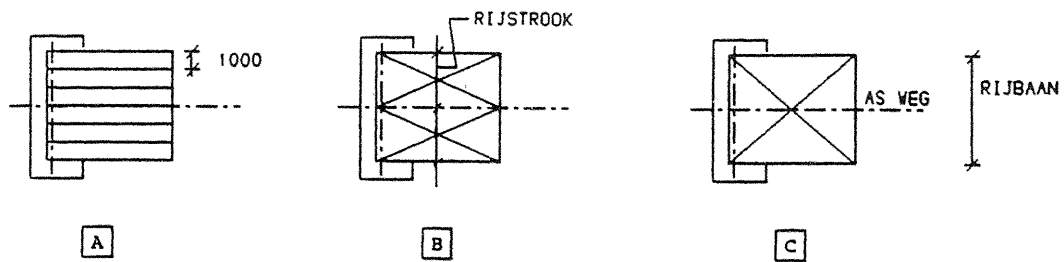 1000
RIJSTROOK
AS WEG
RIJBAAN
A
B
C